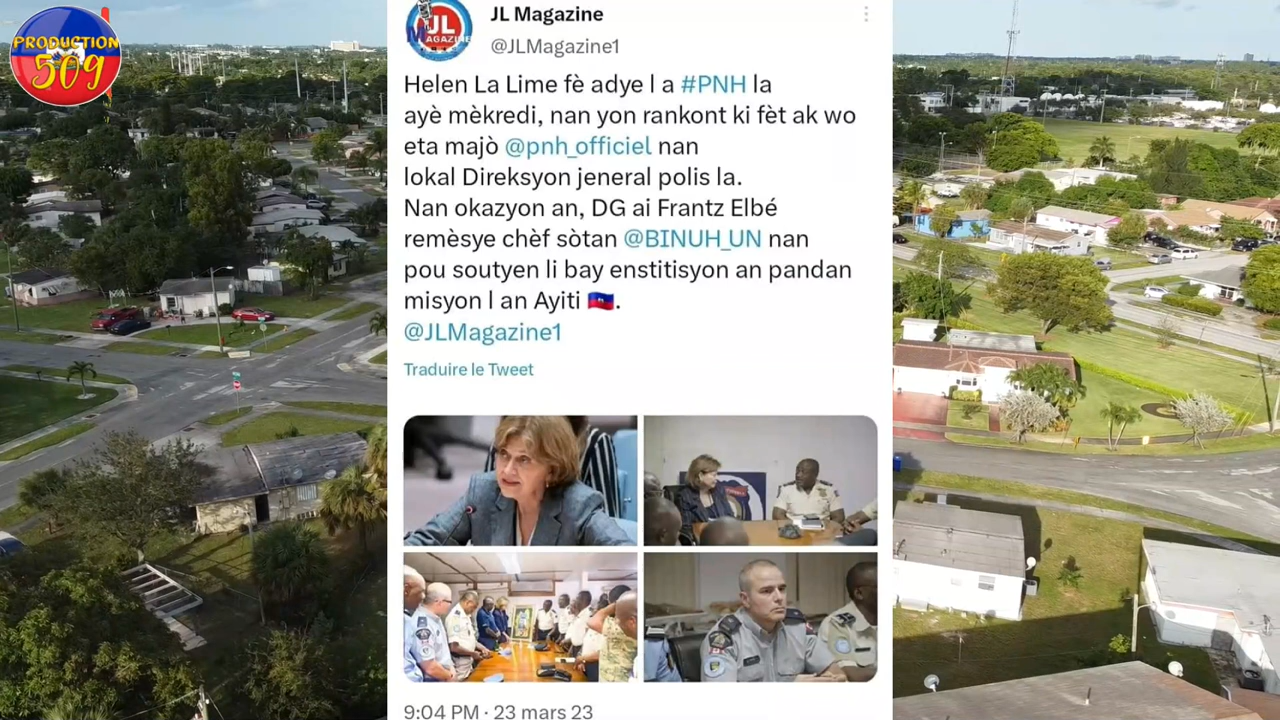 PRODUCTION
509
JL Magazine
@JLMagazine1
JL
MAGAZINE
Helen La Lime fè adye l a #PNH la
ayè mèkredi, nan yon rankont ki fèt ak wo
eta majò @pnh_officiel nan
lokal Direksyon jeneral polis la.
Nan okazyon an, DG ai Frantz Elbé
remèsye chèf sòtan @BINUH_UN nan
pou soutyen li bay enstitisyon an pandan
misyon l an Ayiti 🇭🇹.
@JLMagazine1
Traduire le Tweet
9:04 PM · 23 mars 23